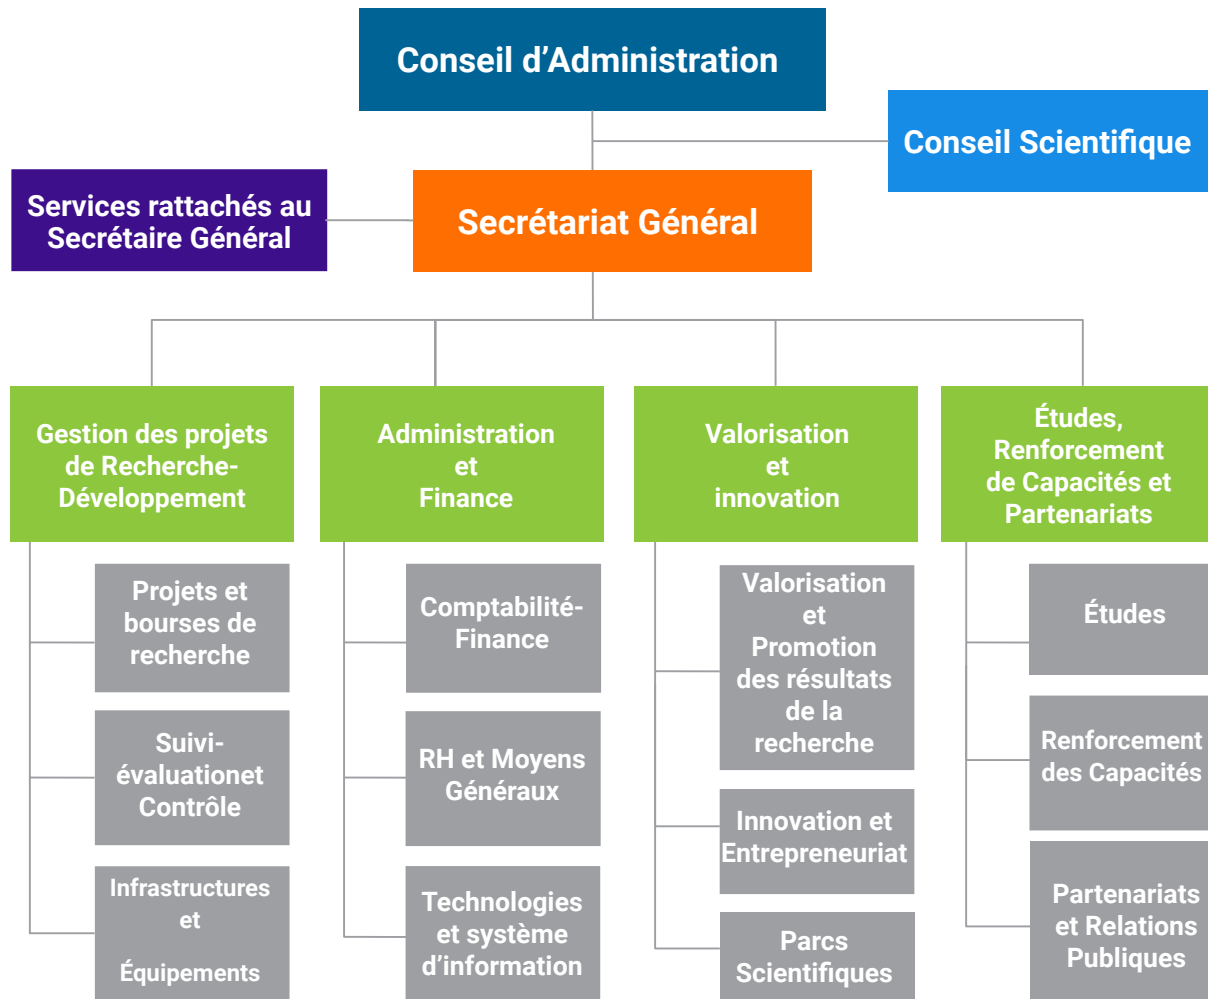 Conseil d’Administration
Conseil Scientifique
Services rattachés au
Secrétaire Général
Secrétariat Général
Gestion des projets
de Recherche-
Développement
Administration
et
Finance
Valorisation
et
innovation
Études,
Renforcement
de Capacités et
Partenariats
Projets et
bourses de
recherche
Suivi-
évaluationet
Contrôle
Infrastructures
et
Équipements
Comptabilité-
Finance
RH et Moyens
Généraux
Technologies
et système
d’information
Valorisation
et
Promotion
des résultats
de la
recherche
Innovation et
Entrepreneuriat
Parcs
Scientifiques
Études
Renforcement
des Capacités
Partenariats
et Relations
Publiques